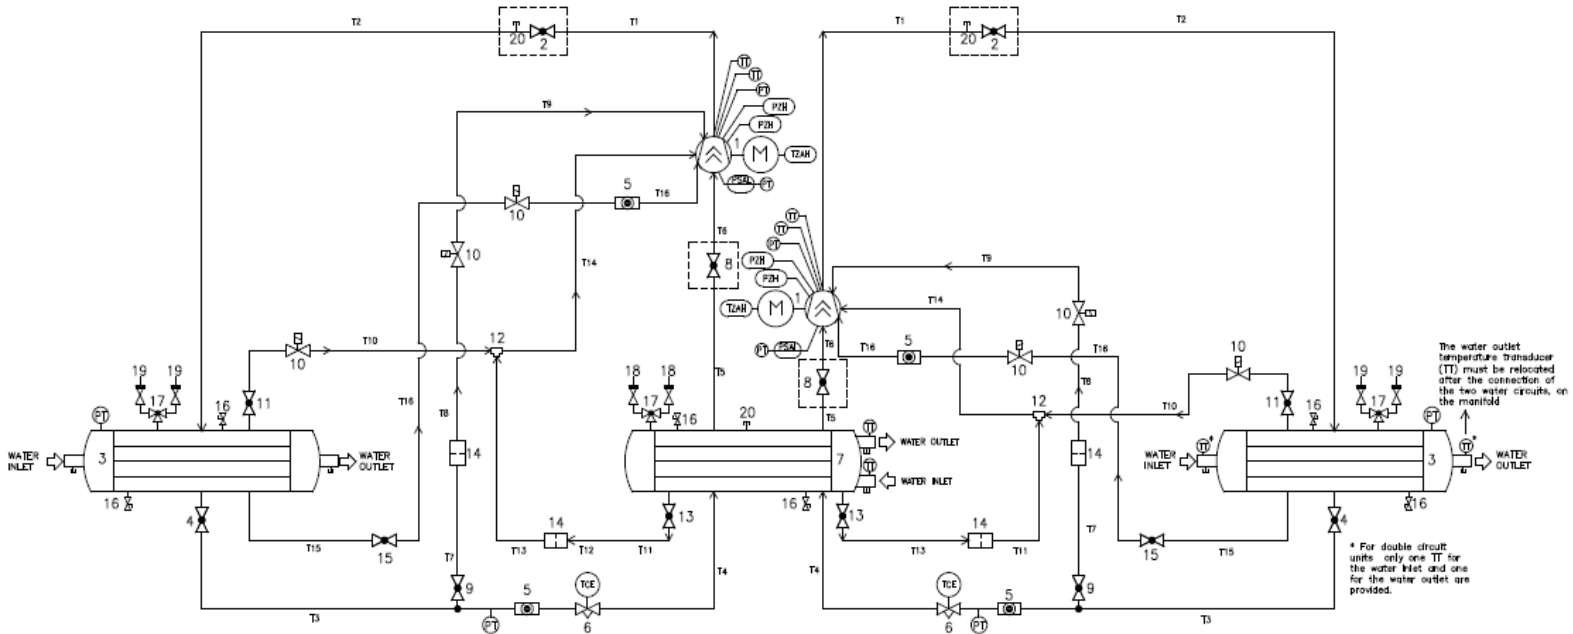 T2
T1
T1
T2
20
2
20
2
TT
TT
PT
T9
PZH
PZH
1
M
TZAH
5
PSAL
PT
T16
10
TT
TT
T6
10
PT
T14
8
PZH
T9
PZH
TZAH
M
1
T14
10
12
T10
PT
PSAL
T6
5
T16
10
T16
10
10
The water outlet
temperature transducer
(TT) must be relocated
after the connection of
the two water circuits, on
the manifold
19
19
18
18
T5
8
T8
19
19
17
16
11
T16
T8
17
16
20
T5
12
T10
11
16
17
PT
TT
PT
TT*
TT*
WATER
INLET
3
WATER
OUTLET
14
7
WATER OUTLET
TT
WATER INLET
14
WATER
INLET
3
WATER
OUTLET
16
4
13
16
13
16
4
T15
15
T7
T13
14
T12
T11
T13
14
T11
T7
15
T15
* For double circuit
units only one TT for
the water inlet and one
for the water outlet are
provided.
9
T4
T4
9
T3
PT
5
TCE
6
TCE
6
PT
5
T3